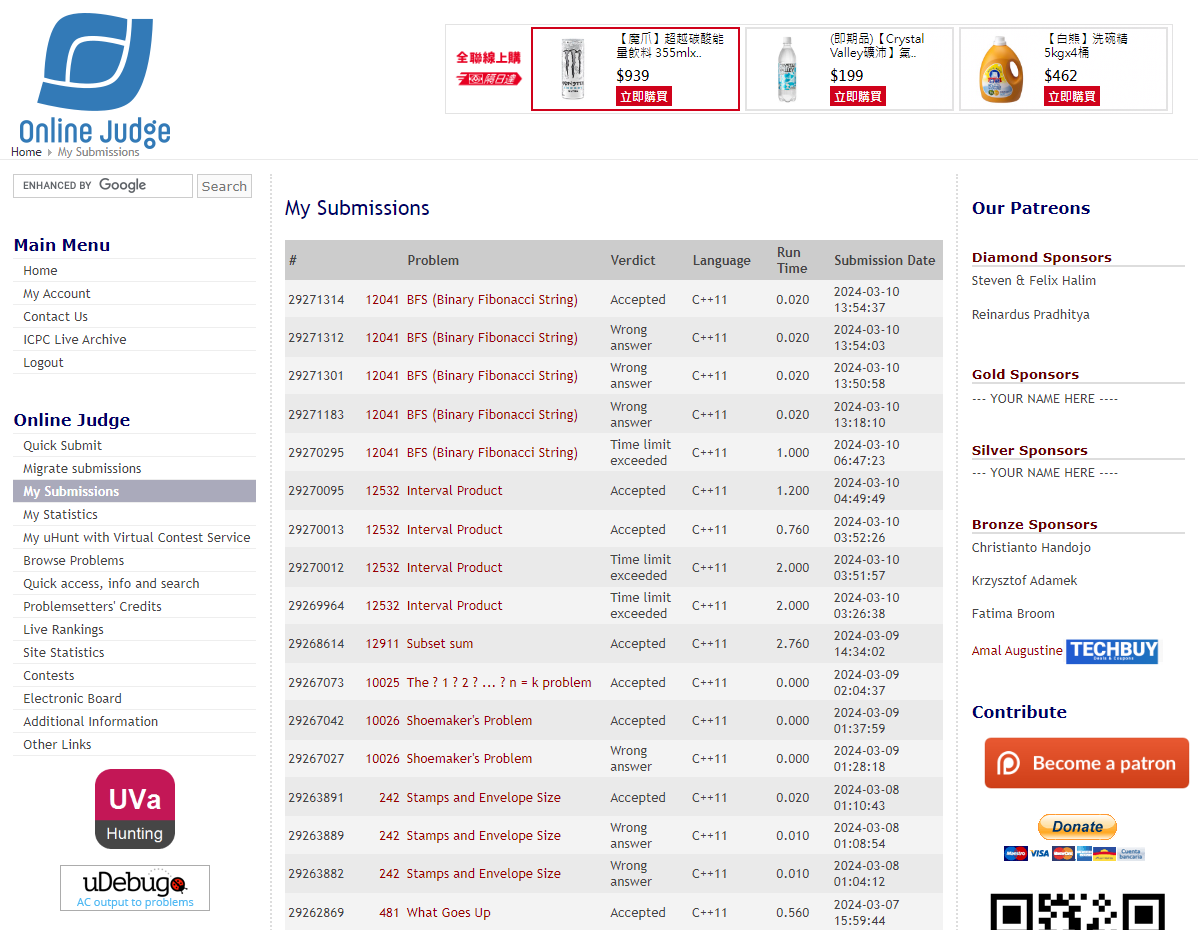 Online Judge
Home My Submissions
全聯線上購
隔日達
【魔爪】超越碳酸能
量飲料 355mlx..
$939
立即購買
(即期品)【Crystal
Valley礦沛】氣..
$199
立即購買
【白熊】洗碗精
5kgx4桶
$462
立即購買
ENHANCED BY Google
Search
Main Menu
Home
My Account
Contact Us
ICPC Live Archive
Logout
Online Judge
Quick Submit
Migrate submissions
My Submissions
My Statistics
My uHunt with Virtual Contest Service
Browse Problems
Quick access, info and search
Problemsetters' Credits
Live Rankings
Site Statistics
Contests
Electronic Board
Additional Information
Other Links
UVa
Hunting
uDebug
AC output to problems
My Submissions
# Problem Verdict Language Run Time Submission Date
29271314 12041 BFS (Binary Fibonacci String) Accepted C++11 0.020 2024-03-10 13:54:37
29271312 12041 BFS (Binary Fibonacci String) Wrong answer C++11 0.020 2024-03-10 13:54:03
29271301 12041 BFS (Binary Fibonacci String) Wrong answer C++11 0.020 2024-03-10 13:50:58
29271183 12041 BFS (Binary Fibonacci String) Wrong answer C++11 0.020 2024-03-10 13:18:10
29270295 12041 BFS (Binary Fibonacci String) Time limit exceeded C++11 1.000 2024-03-10 06:47:23
29270095 12532 Interval Product Accepted C++11 1.200 2024-03-10 04:49:49
29270013 12532 Interval Product Accepted C++11 0.760 2024-03-10 03:52:26
29270012 12532 Interval Product Time limit exceeded C++11 2.000 2024-03-10 03:51:57
29269964 12532 Interval Product Time limit exceeded C++11 2.000 2024-03-10 03:26:38
29268614 12911 Subset sum Accepted C++11 2.760 2024-03-09 14:34:02
29267073 10025 The ? 1 ? 2 ? ... ? n = k problem Accepted C++11 0.000 2024-03-09 02:04:37
29267042 10026 Shoemaker's Problem Accepted C++11 0.000 2024-03-09 01:37:59
29267027 10026 Shoemaker's Problem Wrong answer C++11 0.000 2024-03-09 01:28:18
29263891 242 Stamps and Envelope Size Accepted C++11 0.020 2024-03-08 01:10:43
29263889 242 Stamps and Envelope Size Wrong answer C++11 0.010 2024-03-08 01:08:54
29263882 242 Stamps and Envelope Size Wrong answer C++11 0.010 2024-03-08 01:04:12
29262869 481 What Goes Up Accepted C++11 0.560 2024-03-07 15:59:44
Our Patreons
Diamond Sponsors
Steven & Felix Halim
Reinardus Pradhitya
Gold Sponsors
--- YOUR NAME HERE ----
Silver Sponsors
--- YOUR NAME HERE ----
Bronze Sponsors
Christianto Handojo
Krzysztof Adamek
Fatima Broom
Amal Augustine TECHBUY
Deals & Coupons
Contribute
Become a patron
Donate
Maestro VISA
Cuenta
bancaria